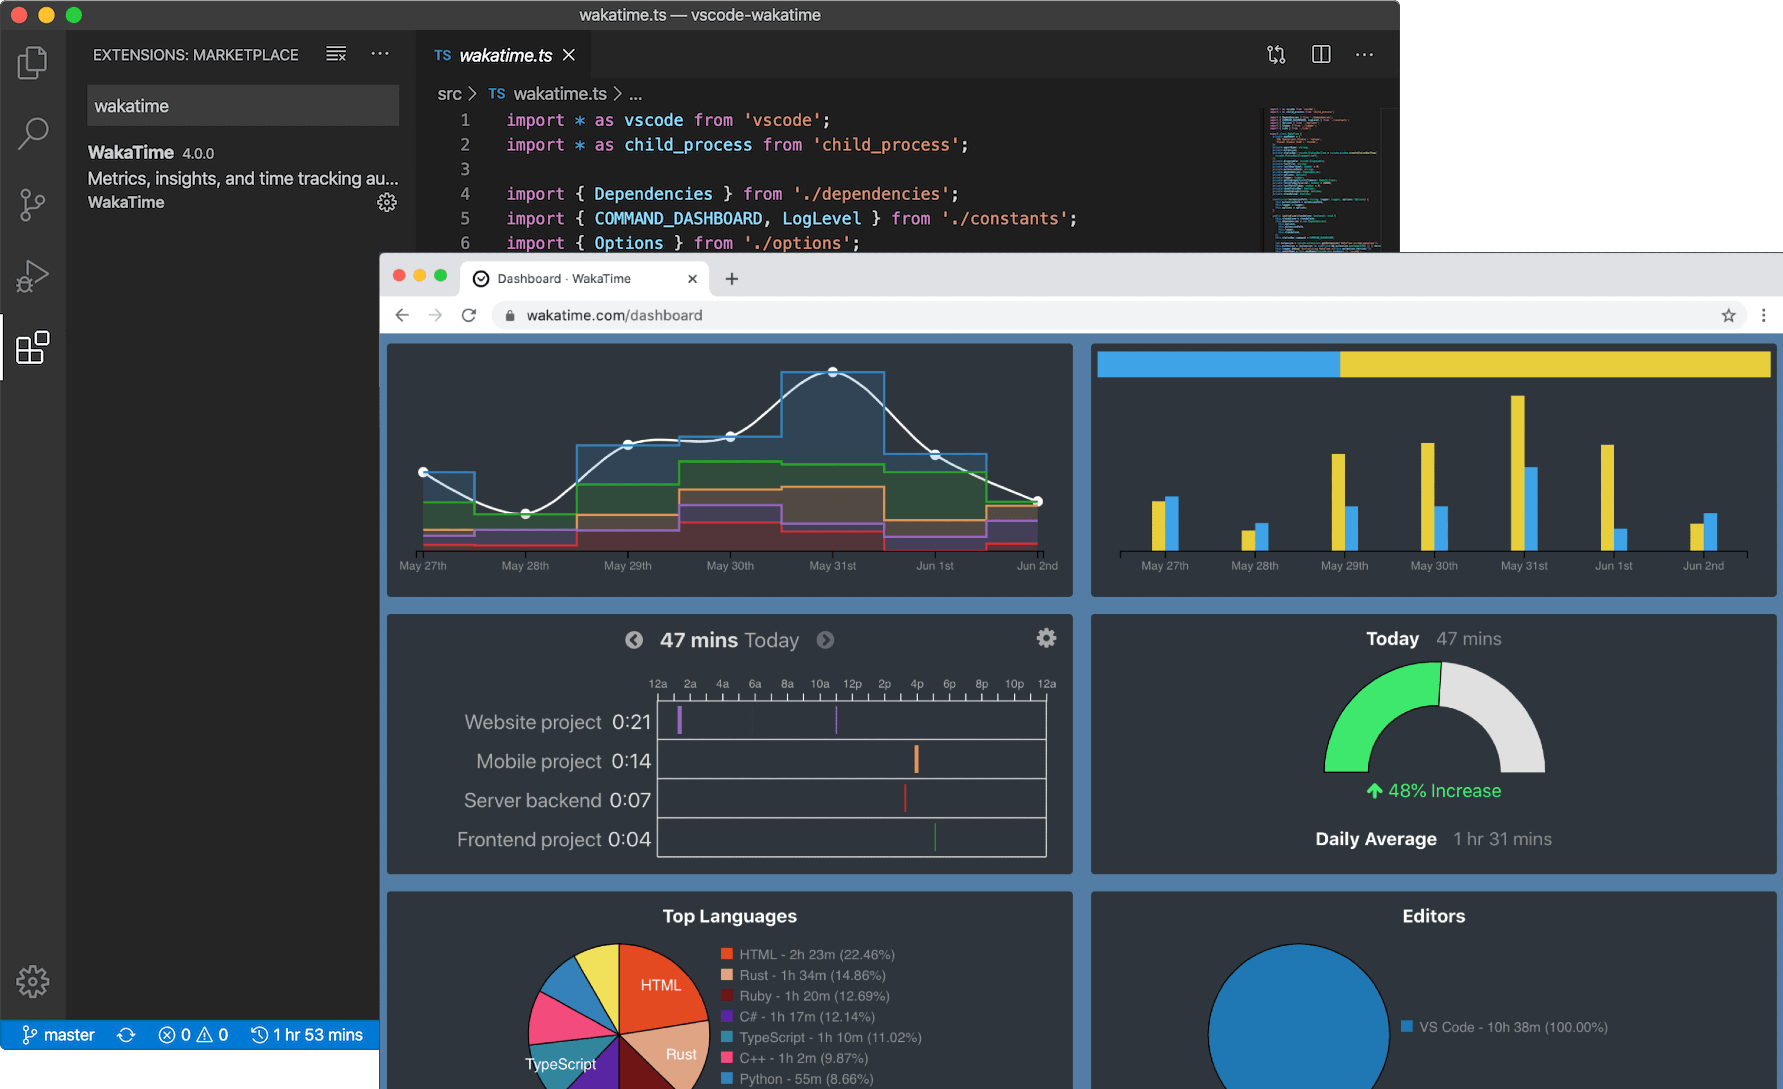 wakatime.ts — vscode-wakatime
EXTENSIONS: MARKETPLACE
wakatime
WakaTime 4.0.0
Metrics, insights, and time tracking au...
WakaTime
TS wakatime.ts
src > TS wakatime.ts > ...
1 import * as vscode from 'vscode';
2 import * as child_process from 'child_process';
3
4 import { Dependencies } from './dependencies';
5 import { COMMAND_DASHBOARD, LogLevel } from './constants';
6 import { Options } from './options';
Dashboard · WakaTime
wakatime.com/dashboard
May 27th May 28th May 29th May 30th May 31st Jun 1st Jun 2nd
May 27th May 28th May 29th May 30th May 31st Jun 1st Jun 2nd
47 mins Today
12a 2a 4a 6a 8a 10a 12p 2p 4p 6p 8p 10p 12a
Website project 0:21
Mobile project 0:14
Server backend 0:07
Frontend project 0:04
Today 47 mins
48% Increase
Daily Average 1 hr 31 mins
Top Languages
HTML
Rust
TypeScript
HTML - 2h 23m (22.46%)
Rust - 1h 34m (14.86%)
Ruby - 1h 20m (12.69%)
C# - 1h 17m (12.14%)
TypeScript - 1h 10m (11.02%)
C++ - 1h 2m (9.87%)
Python - 55m (8.66%)
Editors
VS Code - 10h 38m (100.00%)
master 0 0 1 hr 53 mins